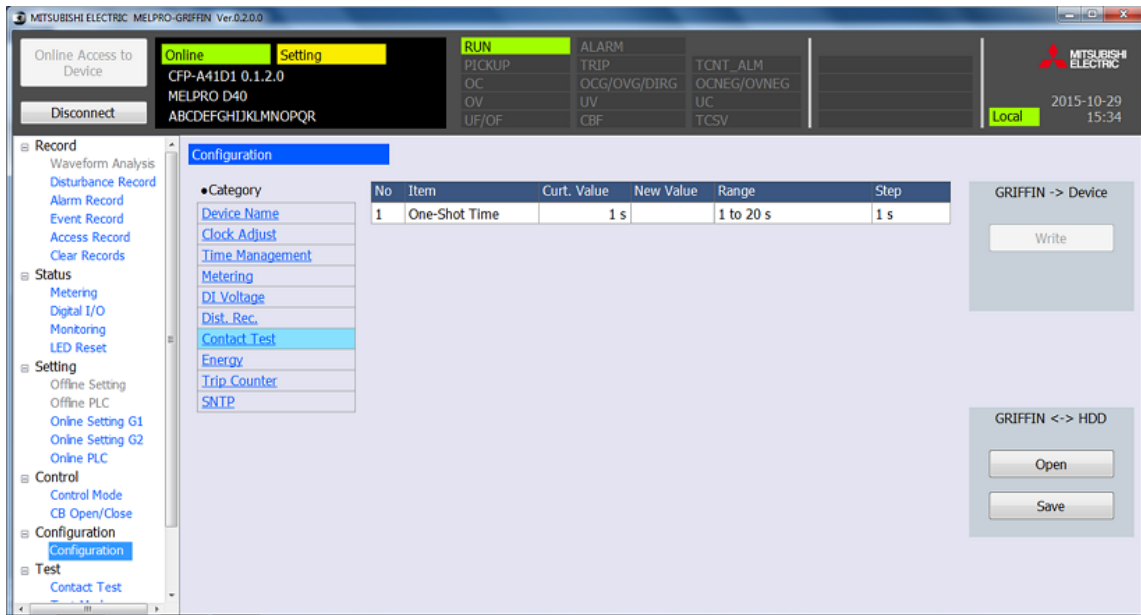 MITSUBISHI ELECTRIC MELPRO-GRIFFIN Ver.0.2.0.0
Online Access to
Device
Disconnect
Online Setting
CFP-A41D1 0.1.2.0
MELPRO D40
ABCDEFGHIJKLMNOPQR
RUN ALARM
PICKUP TRIP TCNT_ALM
OC OCG/OVG/DIRG OCNEG/OVNEG
OV UV UC
UF/OF CBF TCSV
MITSUBISHI
ELECTRIC
2015-10-29
Local 15:34
Record
Waveform Analysis
Disturbance Record
Alarm Record
Event Record
Access Record
Clear Records
Status
Metering
Digital I/O
Monitoring
LED Reset
Setting
Offline Setting
Offline PLC
Online Setting G1
Online Setting G2
Online PLC
Control
Control Mode
CB Open/Close
Configuration
Configuration
Test
Contact Test
Configuration
●Category
Device Name
Clock Adjust
Time Management
Metering
DI Voltage
Dist. Rec.
Contact Test
Energy
Trip Counter
SNTP
No Item Curt. Value New Value Range Step
1 One-Shot Time 1 s 1 to 20 s 1 s
GRIFFIN -> Device
Write
GRIFFIN <-> HDD
Open
Save